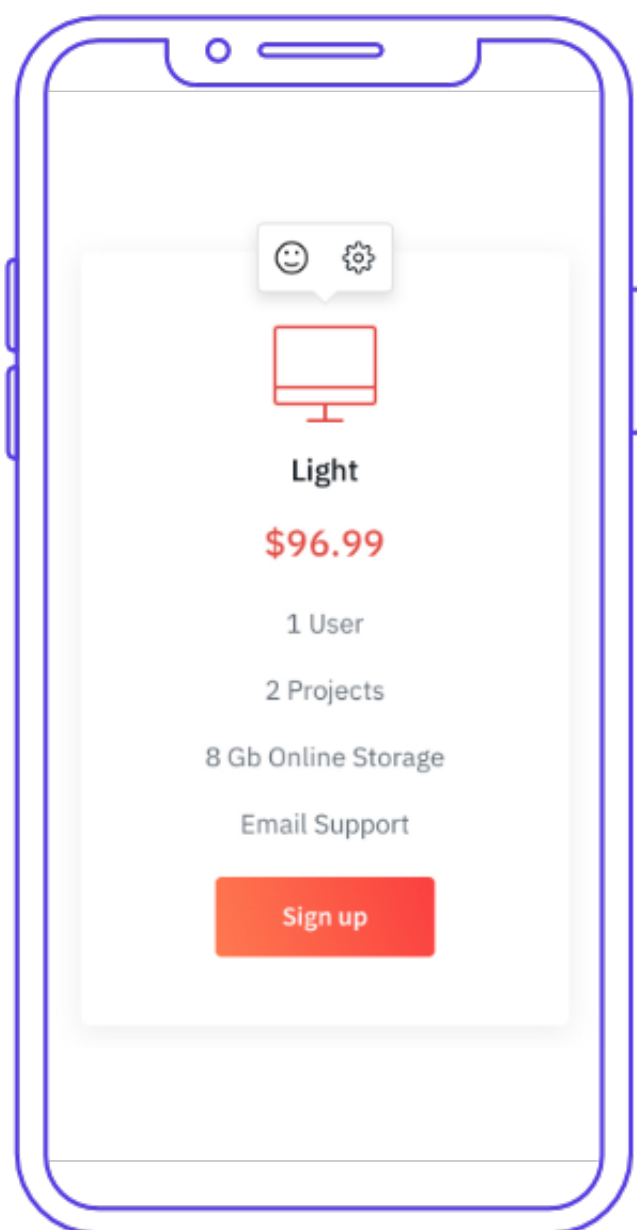 Light
$96.99
1 User
2 Projects
8 Gb Online Storage
Email Support
Sign up